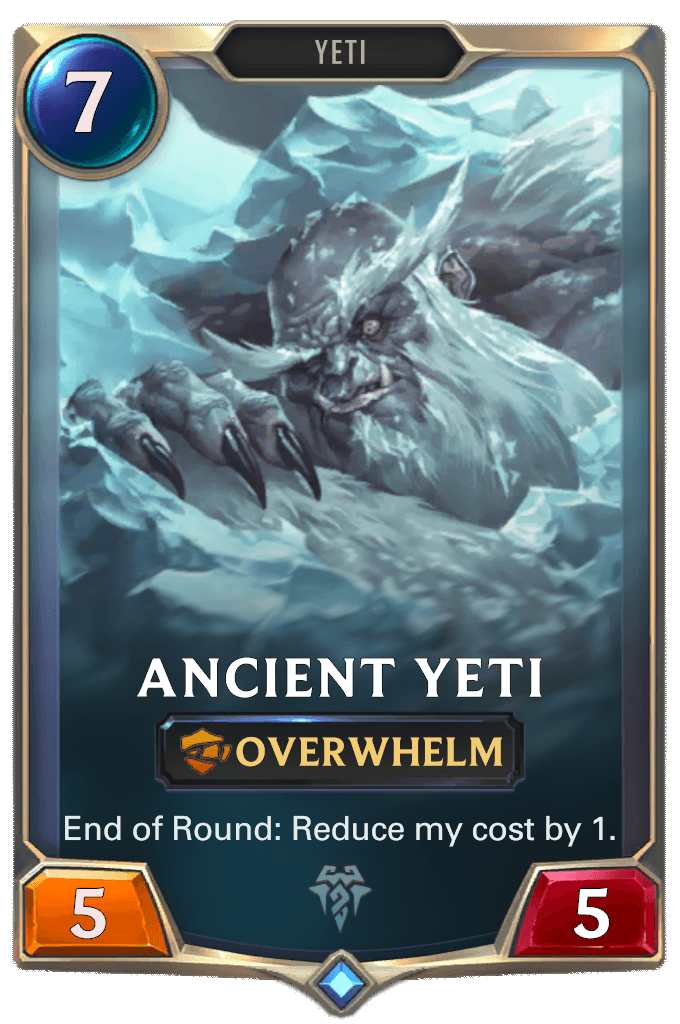 YETI
7
ANCIENT YETI
OVERWHELM
End of Round: Reduce my cost by 1.
5 5